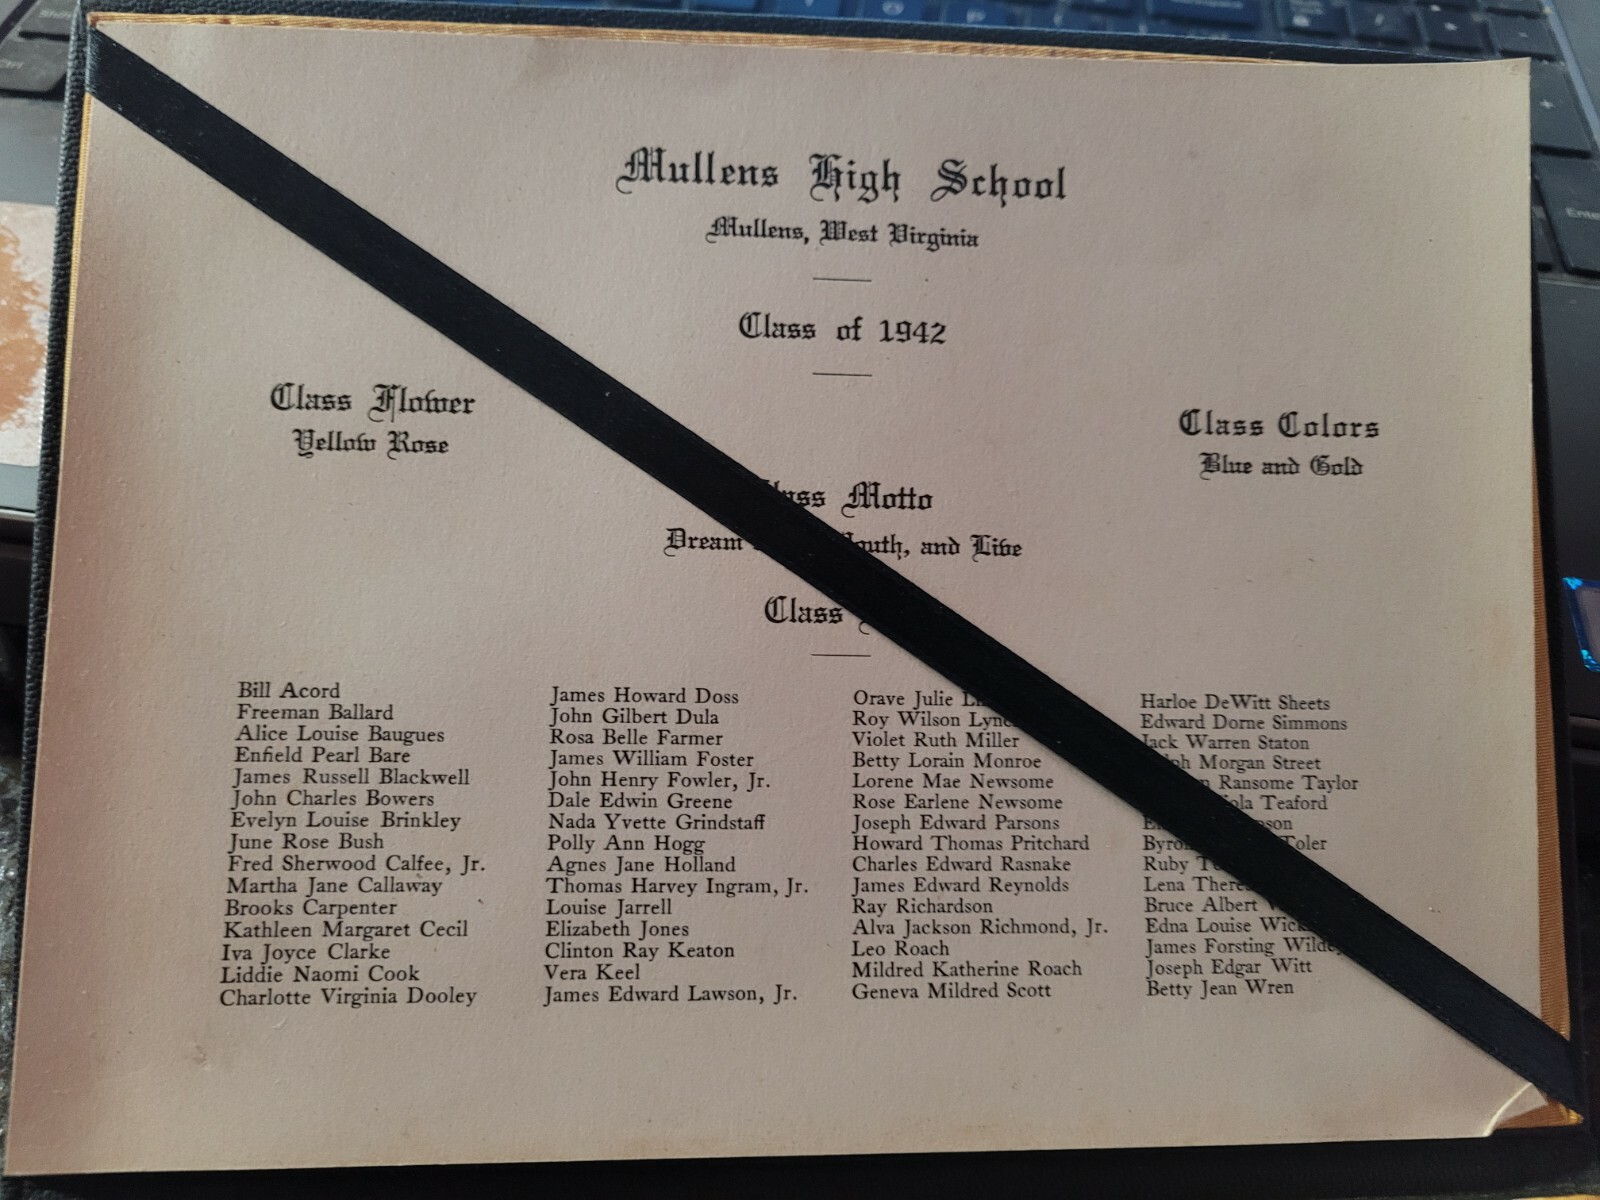 Mullens High School
Mullens, West Virginia
Class of 1942
Class Flower
Yellow Rose
Class Colors
Blue and Gold
Motto
Dream and Live
Class
Bill Acord
Freeman Ballard
Alice Louise Baugues
Enfield Pearl Bare
James Russell Blackwell
John Charles Bowers
Evelyn Louise Brinkley
June Rose Bush
Fred Sherwood Calfee, Jr.
Martha Jane Callaway
Brooks Carpenter
Kathleen Margaret Cecil
Iva Joyce Clarke
Liddie Naomi Cook
Charlotte Virginia Dooley
James Howard Doss
John Gilbert Dula
Rosa Belle Farmer
James William Foster
John Henry Fowler, Jr.
Dale Edwin Greene
Nada Yvette Grindstaff
Polly Ann Hogg
Agnes Jane Holland
Thomas Harvey Ingram, Jr.
Louise Jarrell
Elizabeth Jones
Clinton Ray Keaton
Vera Keel
James Edward Lawson, Jr.
Orave Julie
Roy Wilson
Violet Ruth Miller
Betty Lorain Monroe
Lorene Mae Newsome
Rose Earlene Newsome
Joseph Edward Parsons
Howard Thomas Pritchard
Charles Edward Rasnake
James Edward Reynolds
Ray Richardson
Alva Jackson Richmond, Jr.
Leo Roach
Mildred Katherine Roach
Geneva Mildred Scott
Harloe DeWitt Sheets
Edward Dorne Simmons
Jack Warren Staton
Morgan Street
Ransome Taylor
Teaford
Toler
Ruby
Lena
Bruce Albert
Edna Louise
James Forsting
Joseph Edgar Witt
Betty Jean Wren